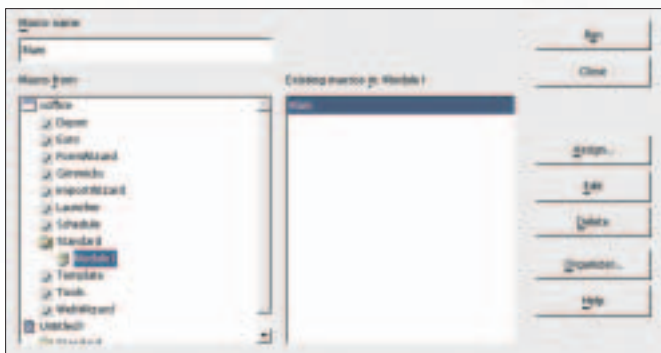 Macro name
Main
Macro from
Existing macros in: Module1
soffice
Depot
Euro
FormWizard
Gimmicks
ImportWizard
Launcher
Schedule
Standard
Module1
Template
Tools
WebWizard
Untitled1
Standard
Main
Run
Close
Assign...
Edit
Delete
Organizer...
Help